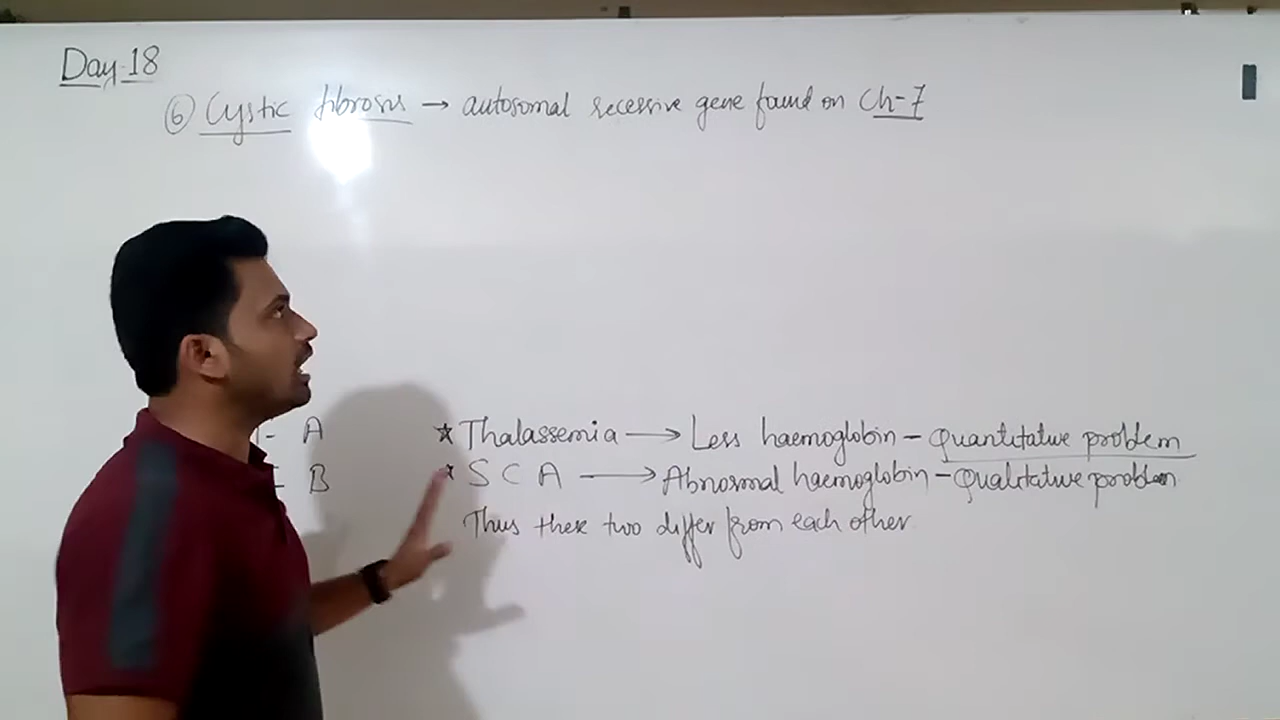 Day-18
⑥ Cystic fibrosis → autosomal recessive gene found on Ch-7
- A
- B
☆ Thalassemia → Less haemoglobin - quantitative problem
☆ S C A → Abnormal haemoglobin - Qualitative problem
Thus these two differ from each other